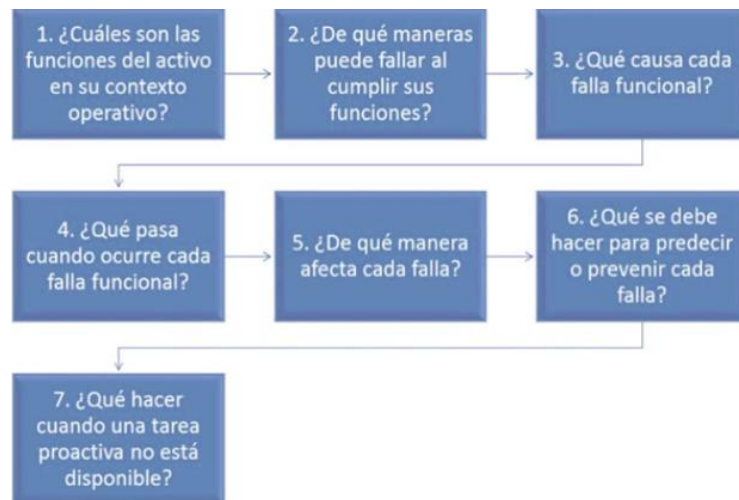 1. ¿Cuáles son las
funciones del activo
en su contexto
operativo?
2. ¿De qué maneras
puede fallar al
cumplir sus
funciones?
3. ¿Qué causa cada
falla funcional?
4. ¿Qué pasa
cuando ocurre cada
falla funcional?
5. ¿De qué manera
afecta cada falla?
6. ¿Qué se debe
hacer para predecir
o prevenir cada
falla?
7. ¿Qué hacer
cuando una tarea
proactiva no está
disponible?